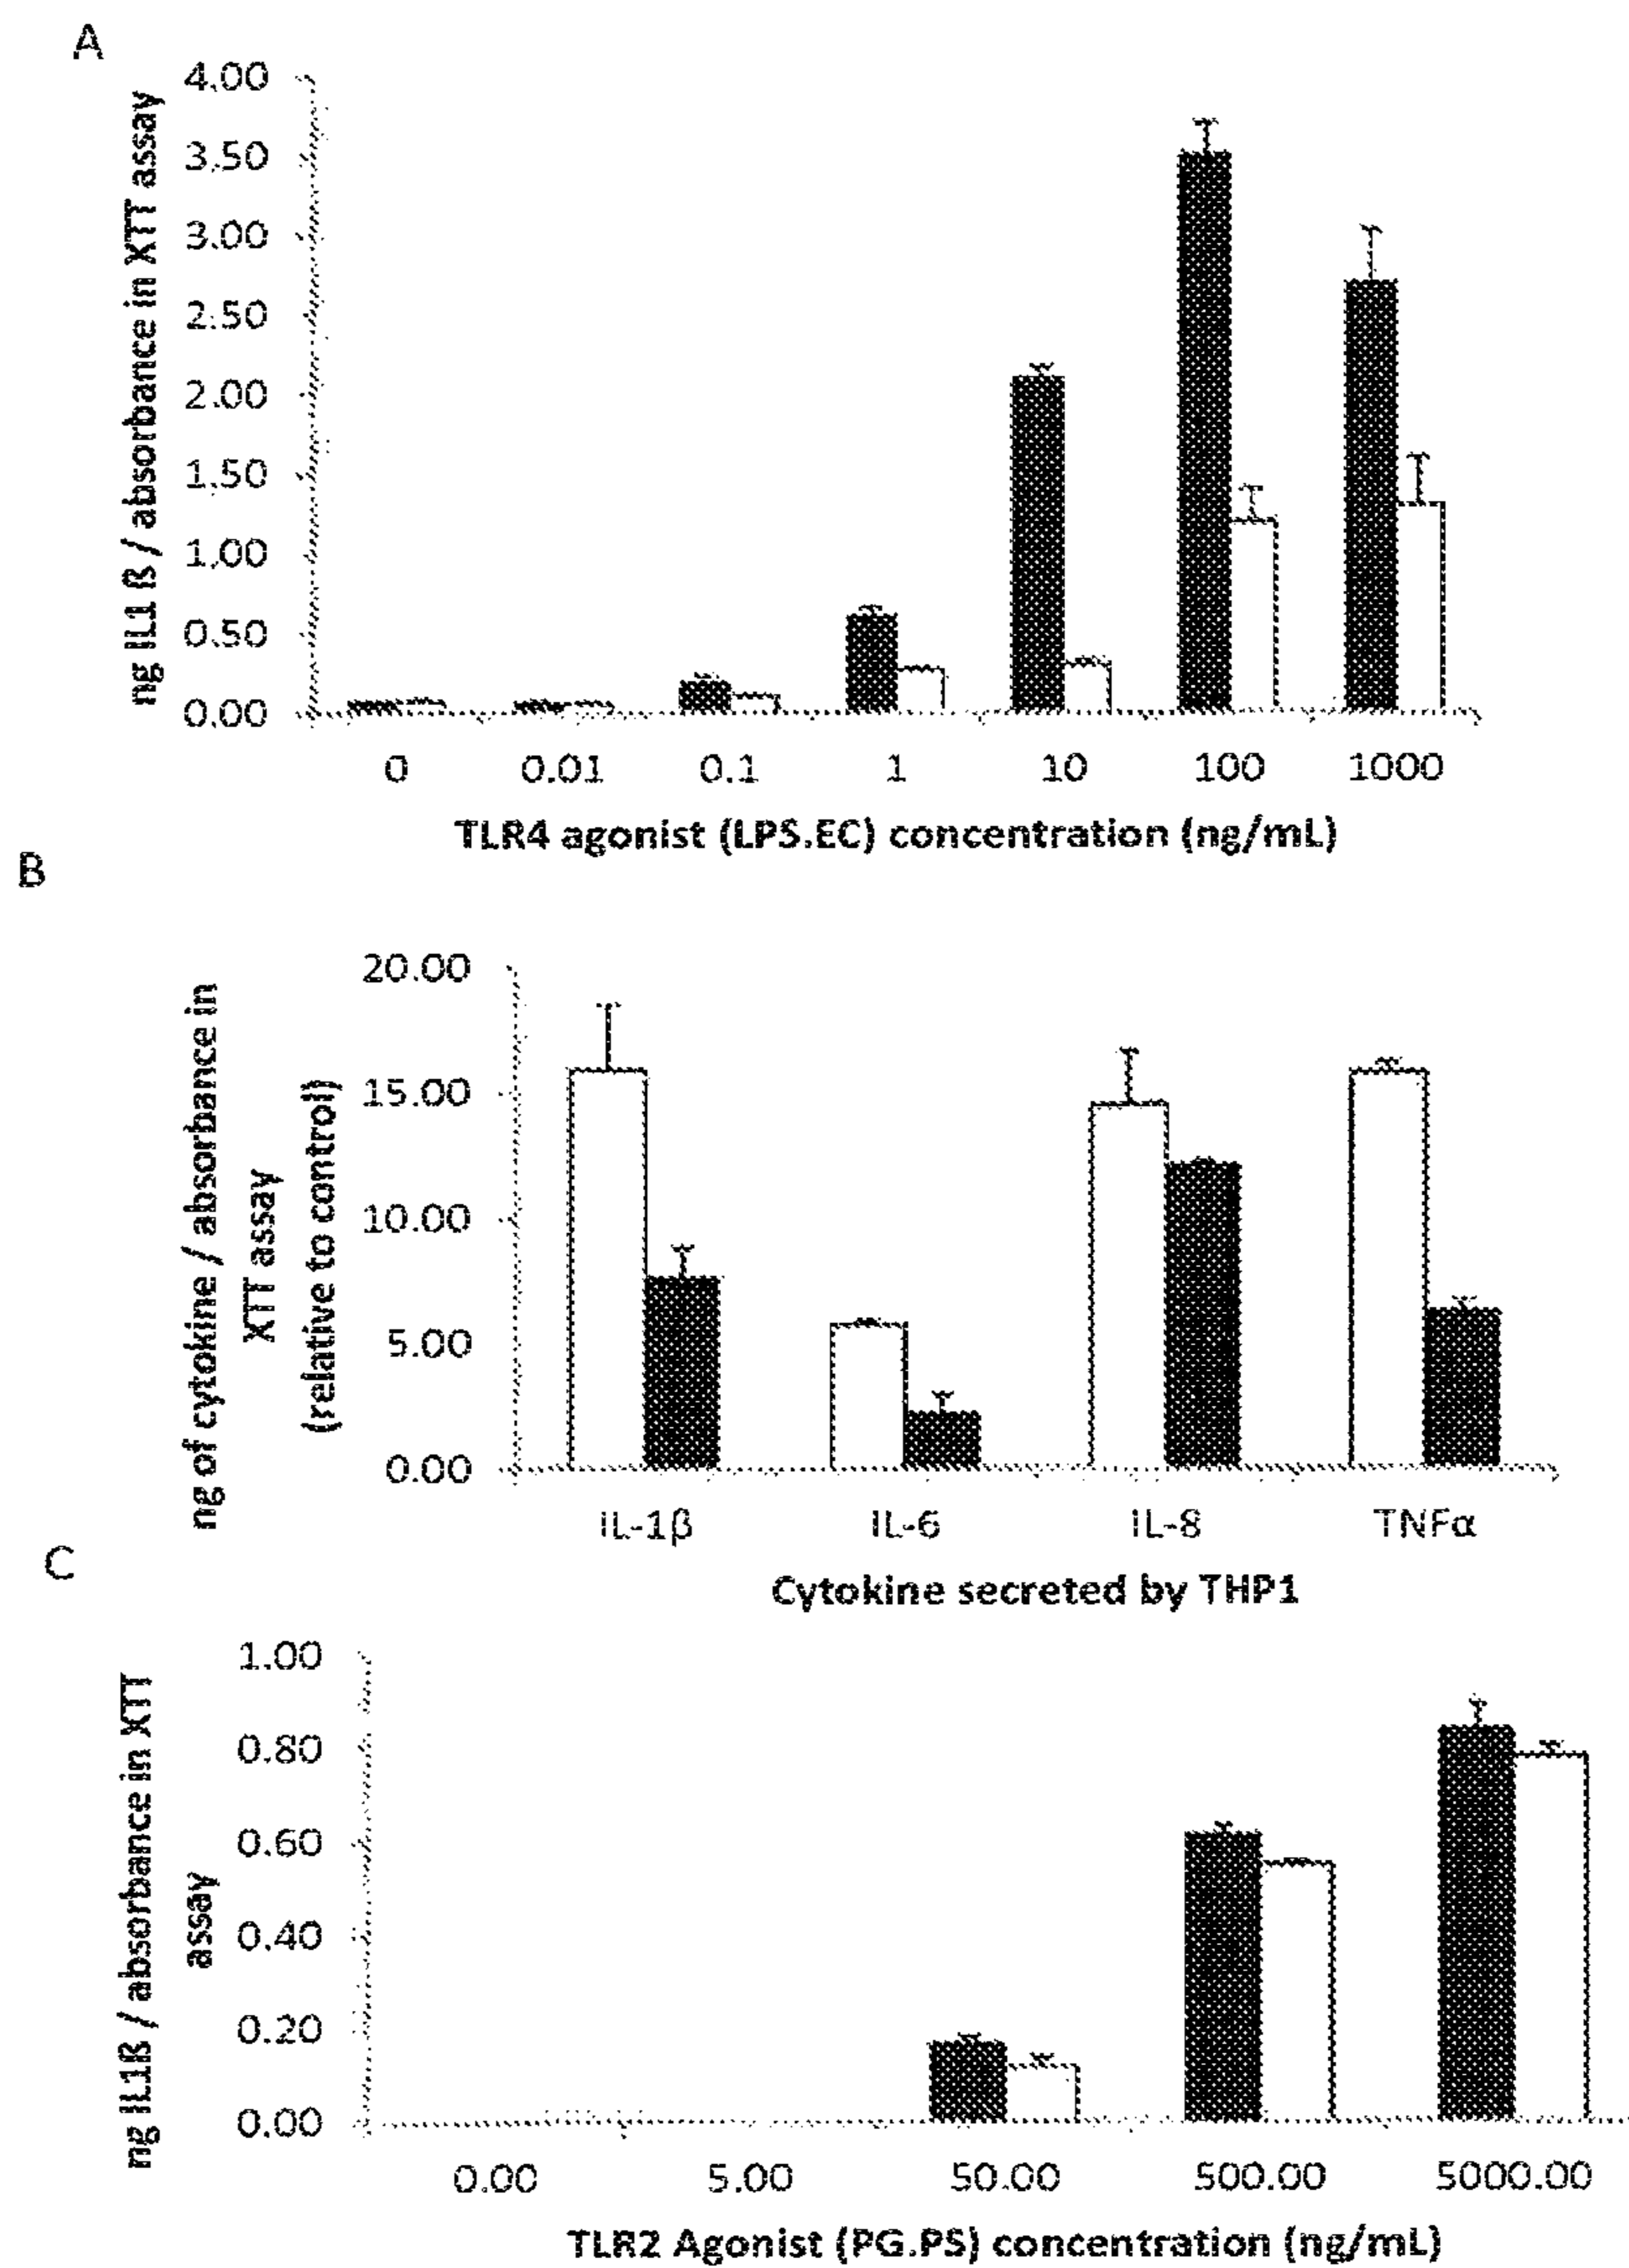 A
ng IL1 ß / absorbance in XTT assay
4.00
3.50
3.00
2.50
2.00
1.50
1.00
0.50
0.00
0 0.01 0.1 1 10 100 1000
TLR4 agonist (LPS.EC) concentration (ng/mL)
B
ng of cytokine / absorbance in
XTT assay
(relative to control)
20.00
15.00
10.00
5.00
0.00
IL-1β IL-6 IL-8 TNFα
Cytokine secreted by THP1
C
ng IL1ß / absorbance in XTT
assay
1.00
0.80
0.60
0.40
0.20
0.00
0.00 5.00 50.00 500.00 5000.00
TLR2 Agonist (PG.PS) concentration (ng/mL)